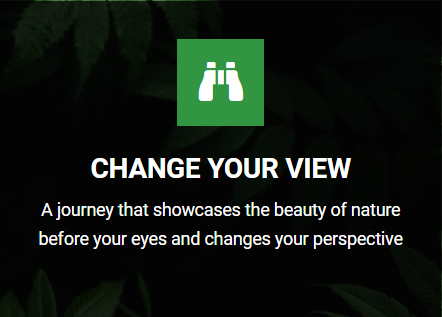 CHANGE YOUR VIEW
A journey that showcases the beauty of nature
before your eyes and changes your perspective